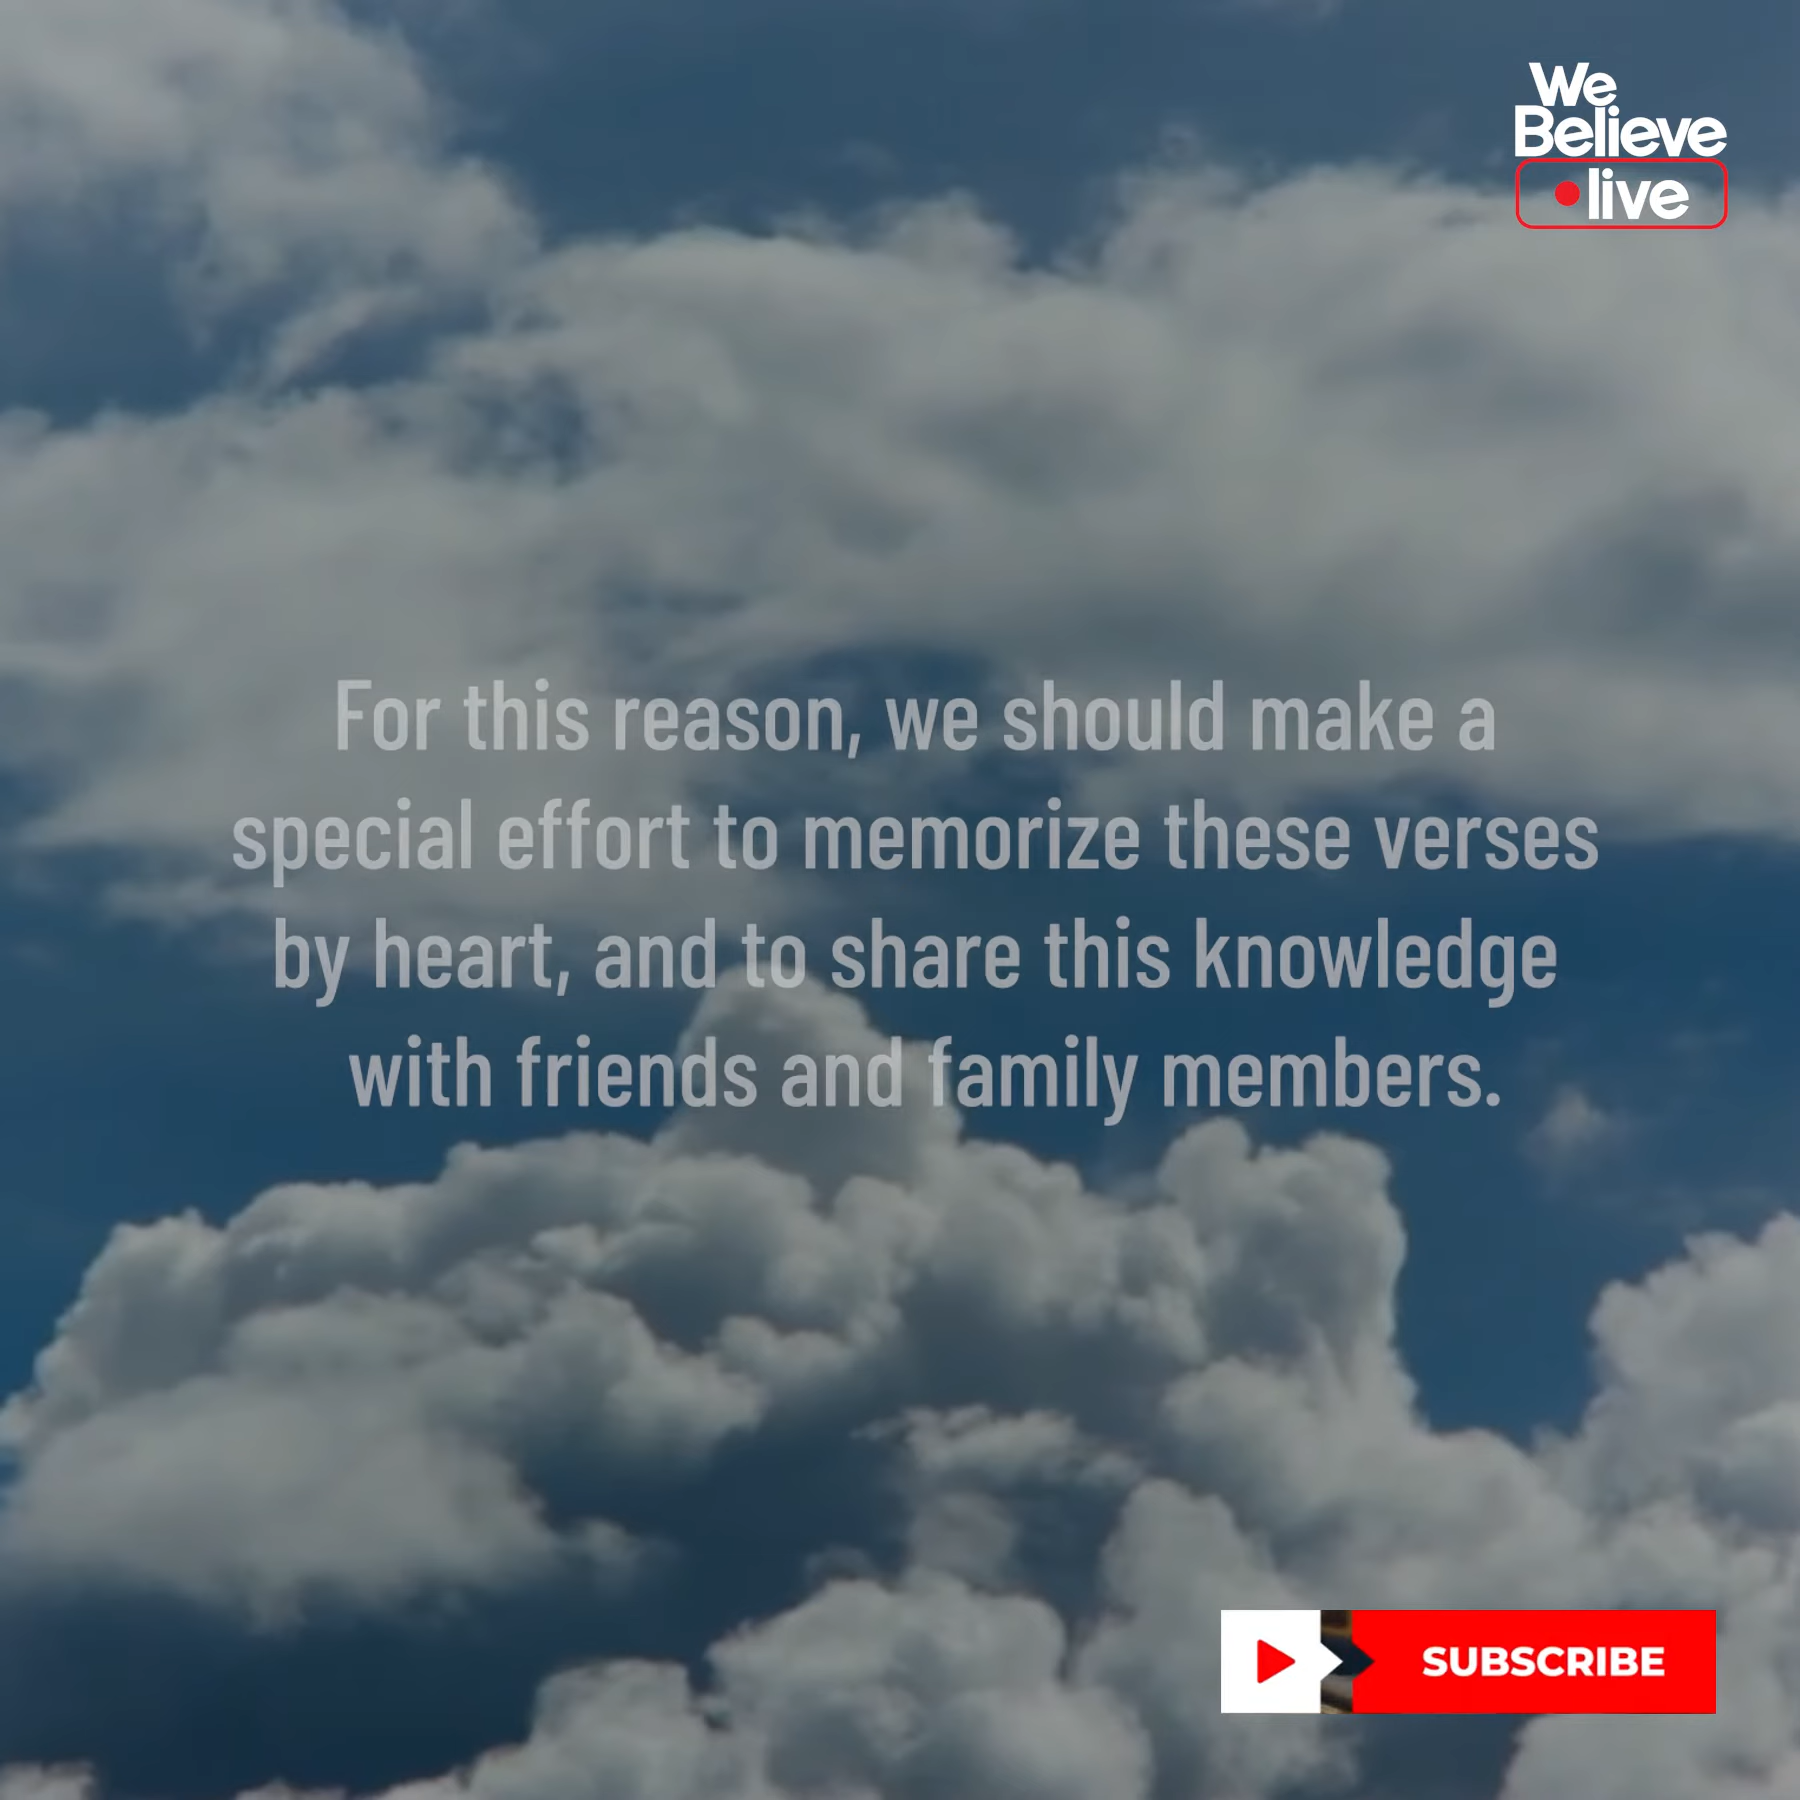 We
Believe
live
For this reason, we should make a
special effort to memorize these verses
by heart, and to share this knowledge
with friends and family members.
SUBSCRIBE